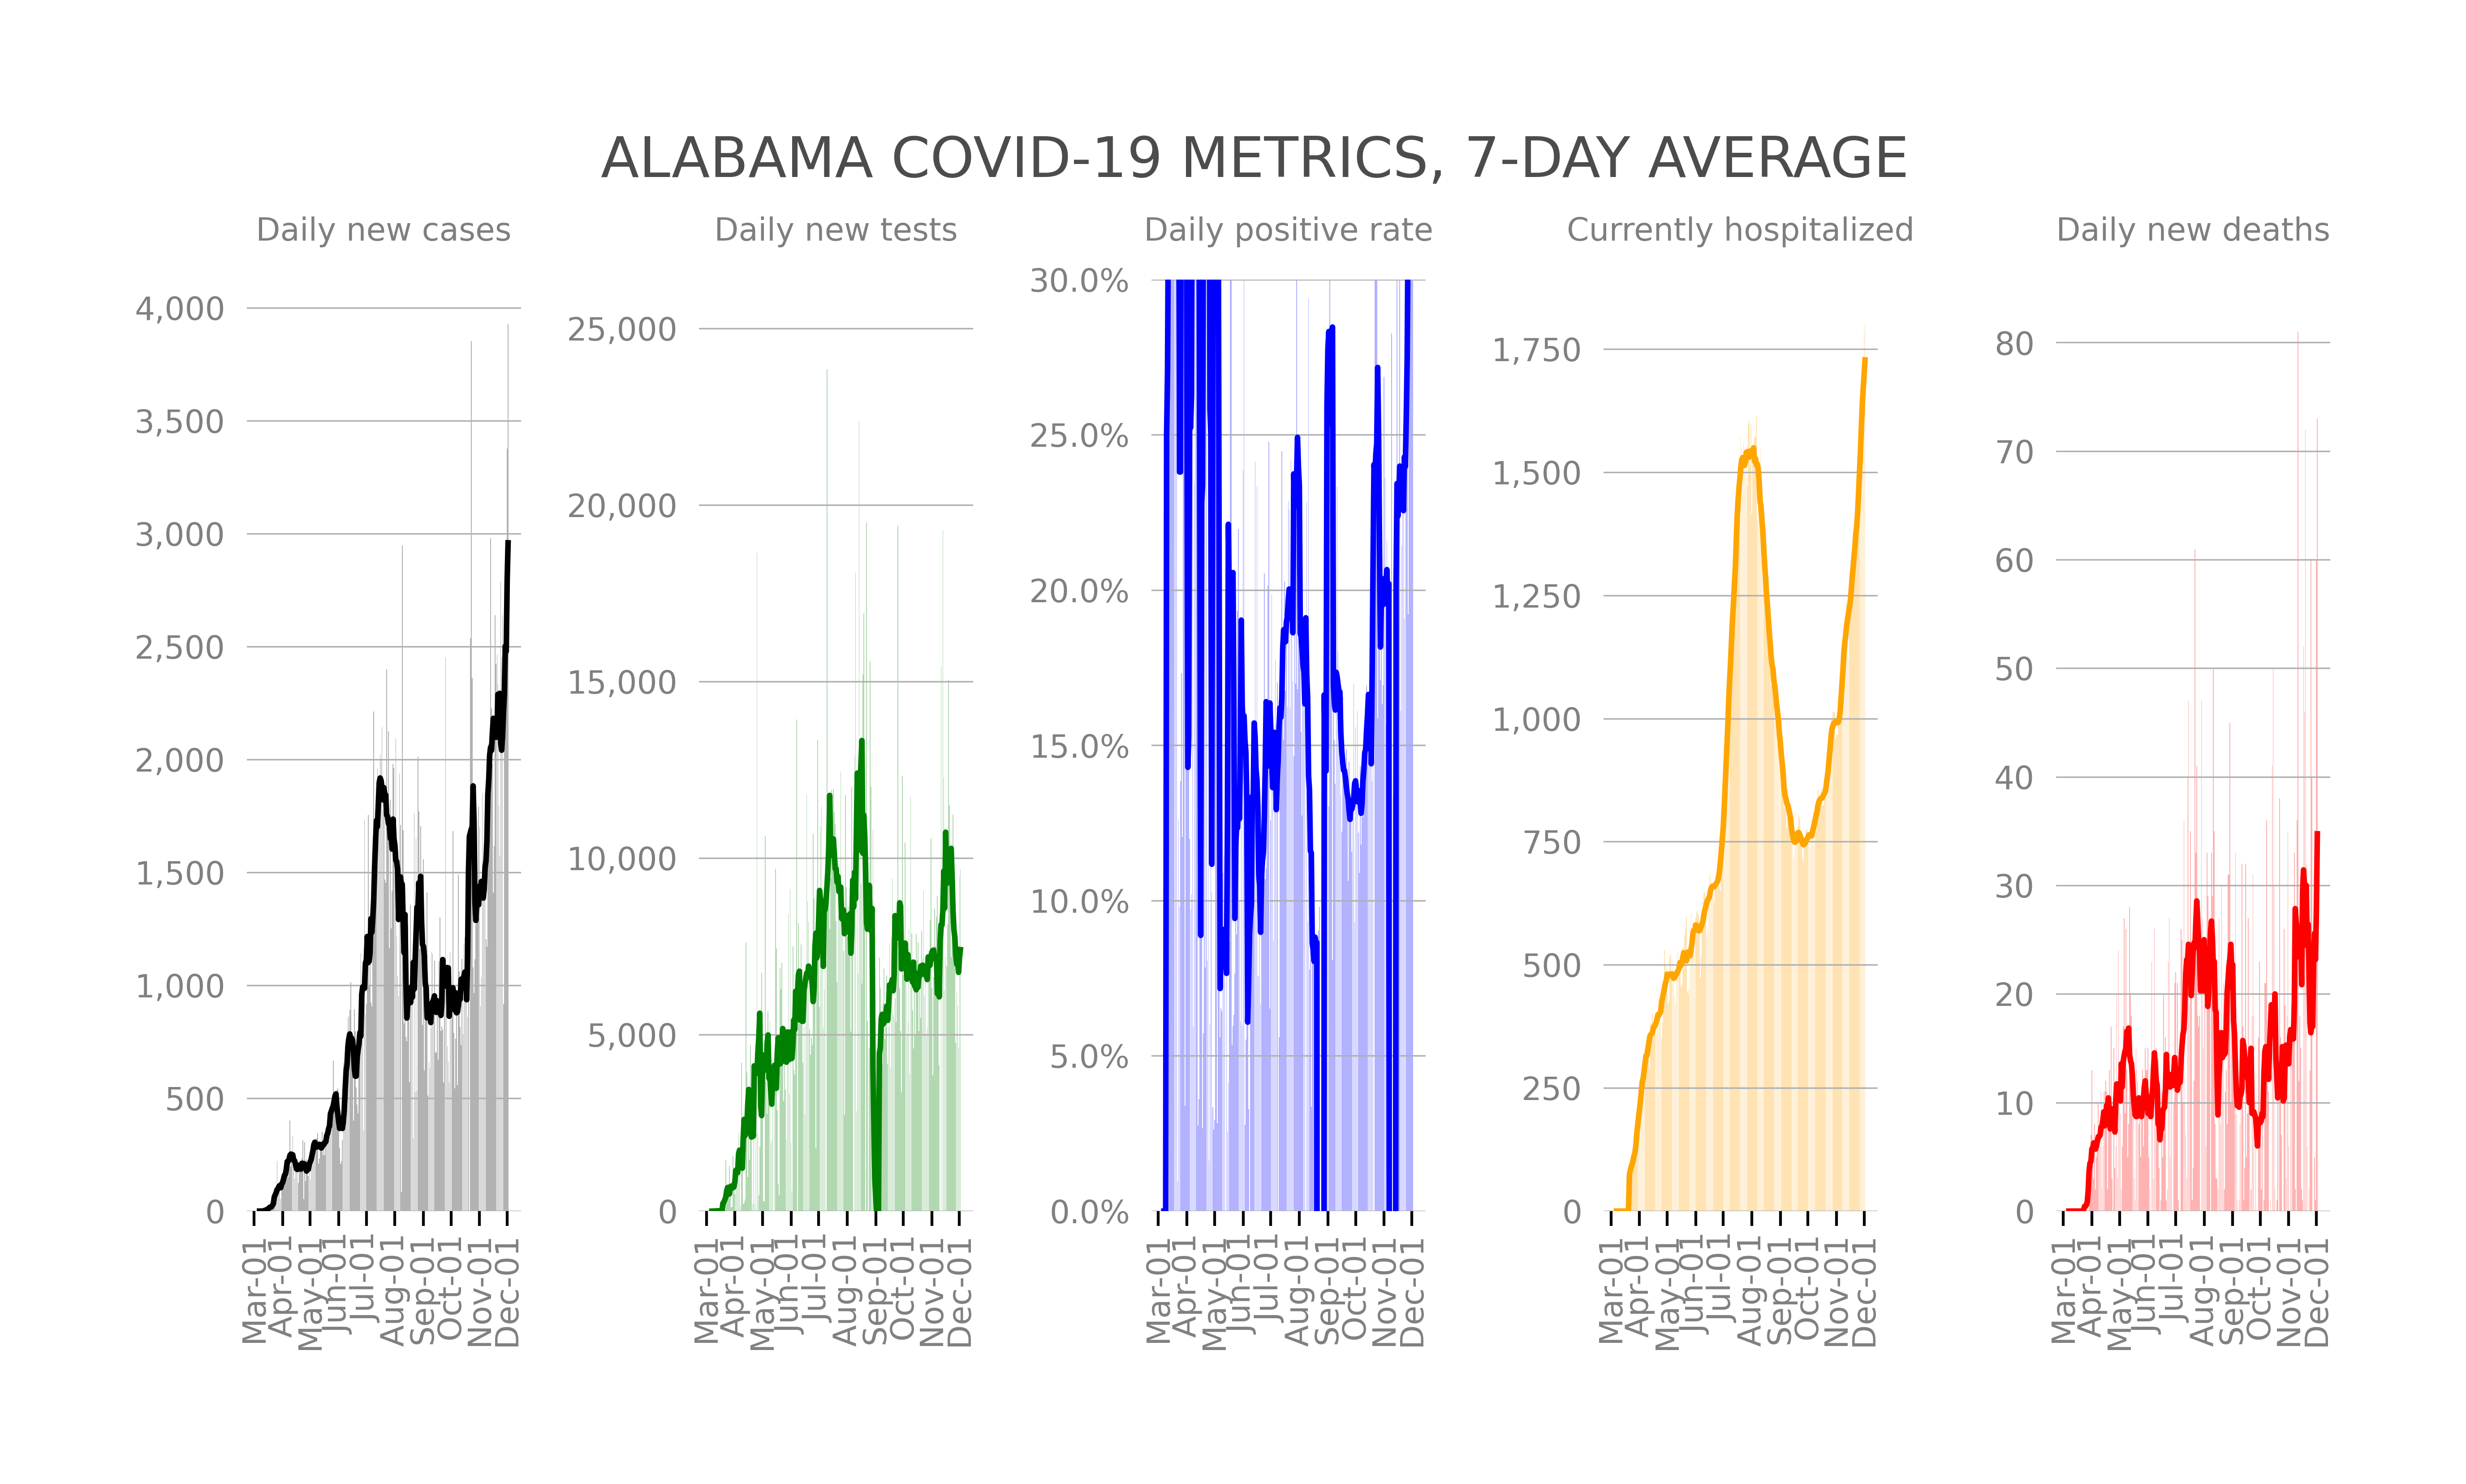 ALABAMA COVID-19 METRICS, 7-DAY AVERAGE
Daily new cases
4,000
3,500
3,000
2,500
2,000
1,500
1,000
500
0
Mar-01
Apr-01
May-01
Jun-01
Jul-01
Aug-01
Sep-01
Oct-01
Nov-01
Dec-01
Daily new tests
25,000
20,000
15,000
10,000
5,000
0
Mar-01
Apr-01
May-01
Jun-01
Jul-01
Aug-01
Sep-01
Oct-01
Nov-01
Dec-01
Daily positive rate
30.0%
25.0%
20.0%
15.0%
10.0%
5.0%
0.0%
Mar-01
Apr-01
May-01
Jun-01
Jul-01
Aug-01
Sep-01
Oct-01
Nov-01
Dec-01
Currently hospitalized
1,750
1,500
1,250
1,000
750
500
250
0
Mar-01
Apr-01
May-01
Jun-01
Jul-01
Aug-01
Sep-01
Oct-01
Nov-01
Dec-01
Daily new deaths
80
70
60
50
40
30
20
10
0
Mar-01
Apr-01
May-01
Jun-01
Jul-01
Aug-01
Sep-01
Oct-01
Nov-01
Dec-01